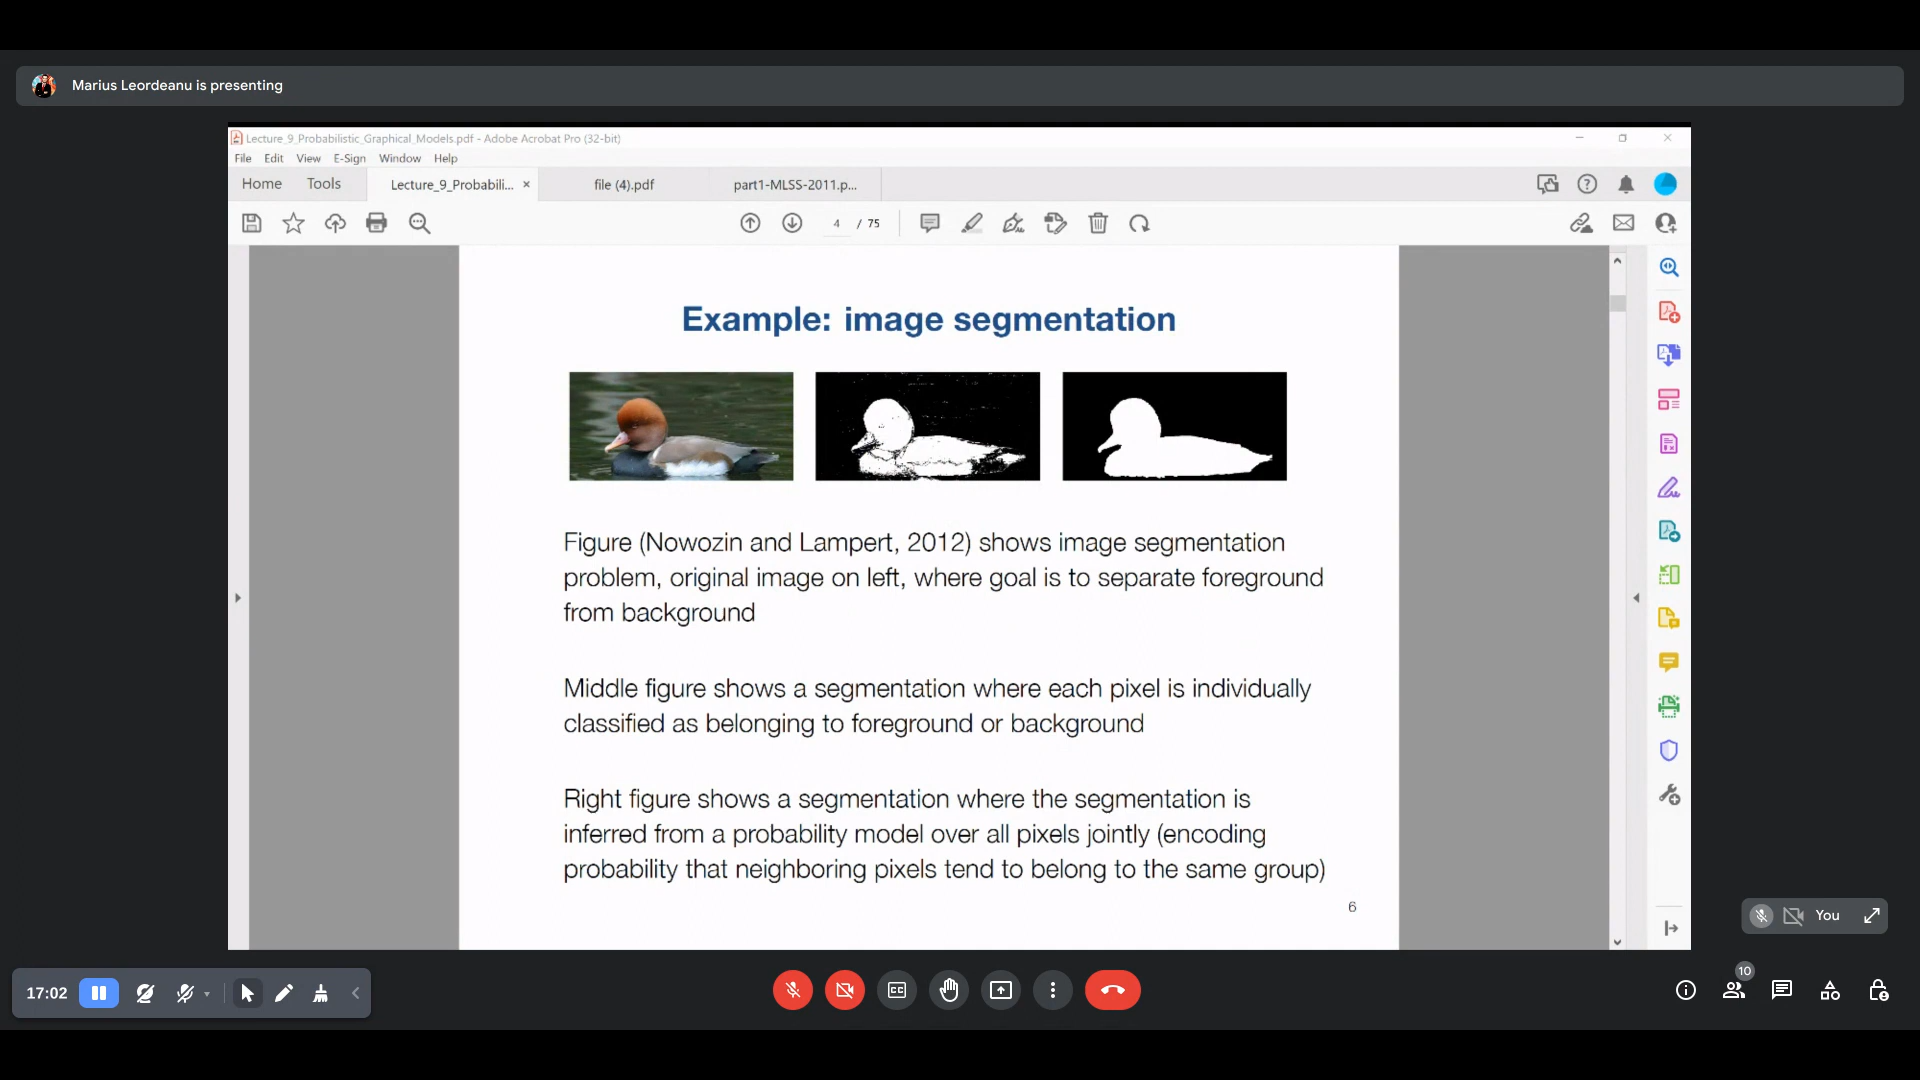 Marius Leordeanu is presenting
Lecture_9_Probabilistic_Graphical_Models.pdf - Adobe Acrobat Pro (32-bit)
File Edit View E-Sign Window Help
Home Tools Lecture_9_Probabili... × file (4).pdf part1-MLSS-2011.p...
4 / 75
Example: image segmentation
Figure (Nowozin and Lampert, 2012) shows image segmentation
problem, original image on left, where goal is to separate foreground
from background
Middle figure shows a segmentation where each pixel is individually
classified as belonging to foreground or background
Right figure shows a segmentation where the segmentation is
inferred from a probability model over all pixels jointly (encoding
probability that neighboring pixels tend to belong to the same group)
6
You
17:02
10